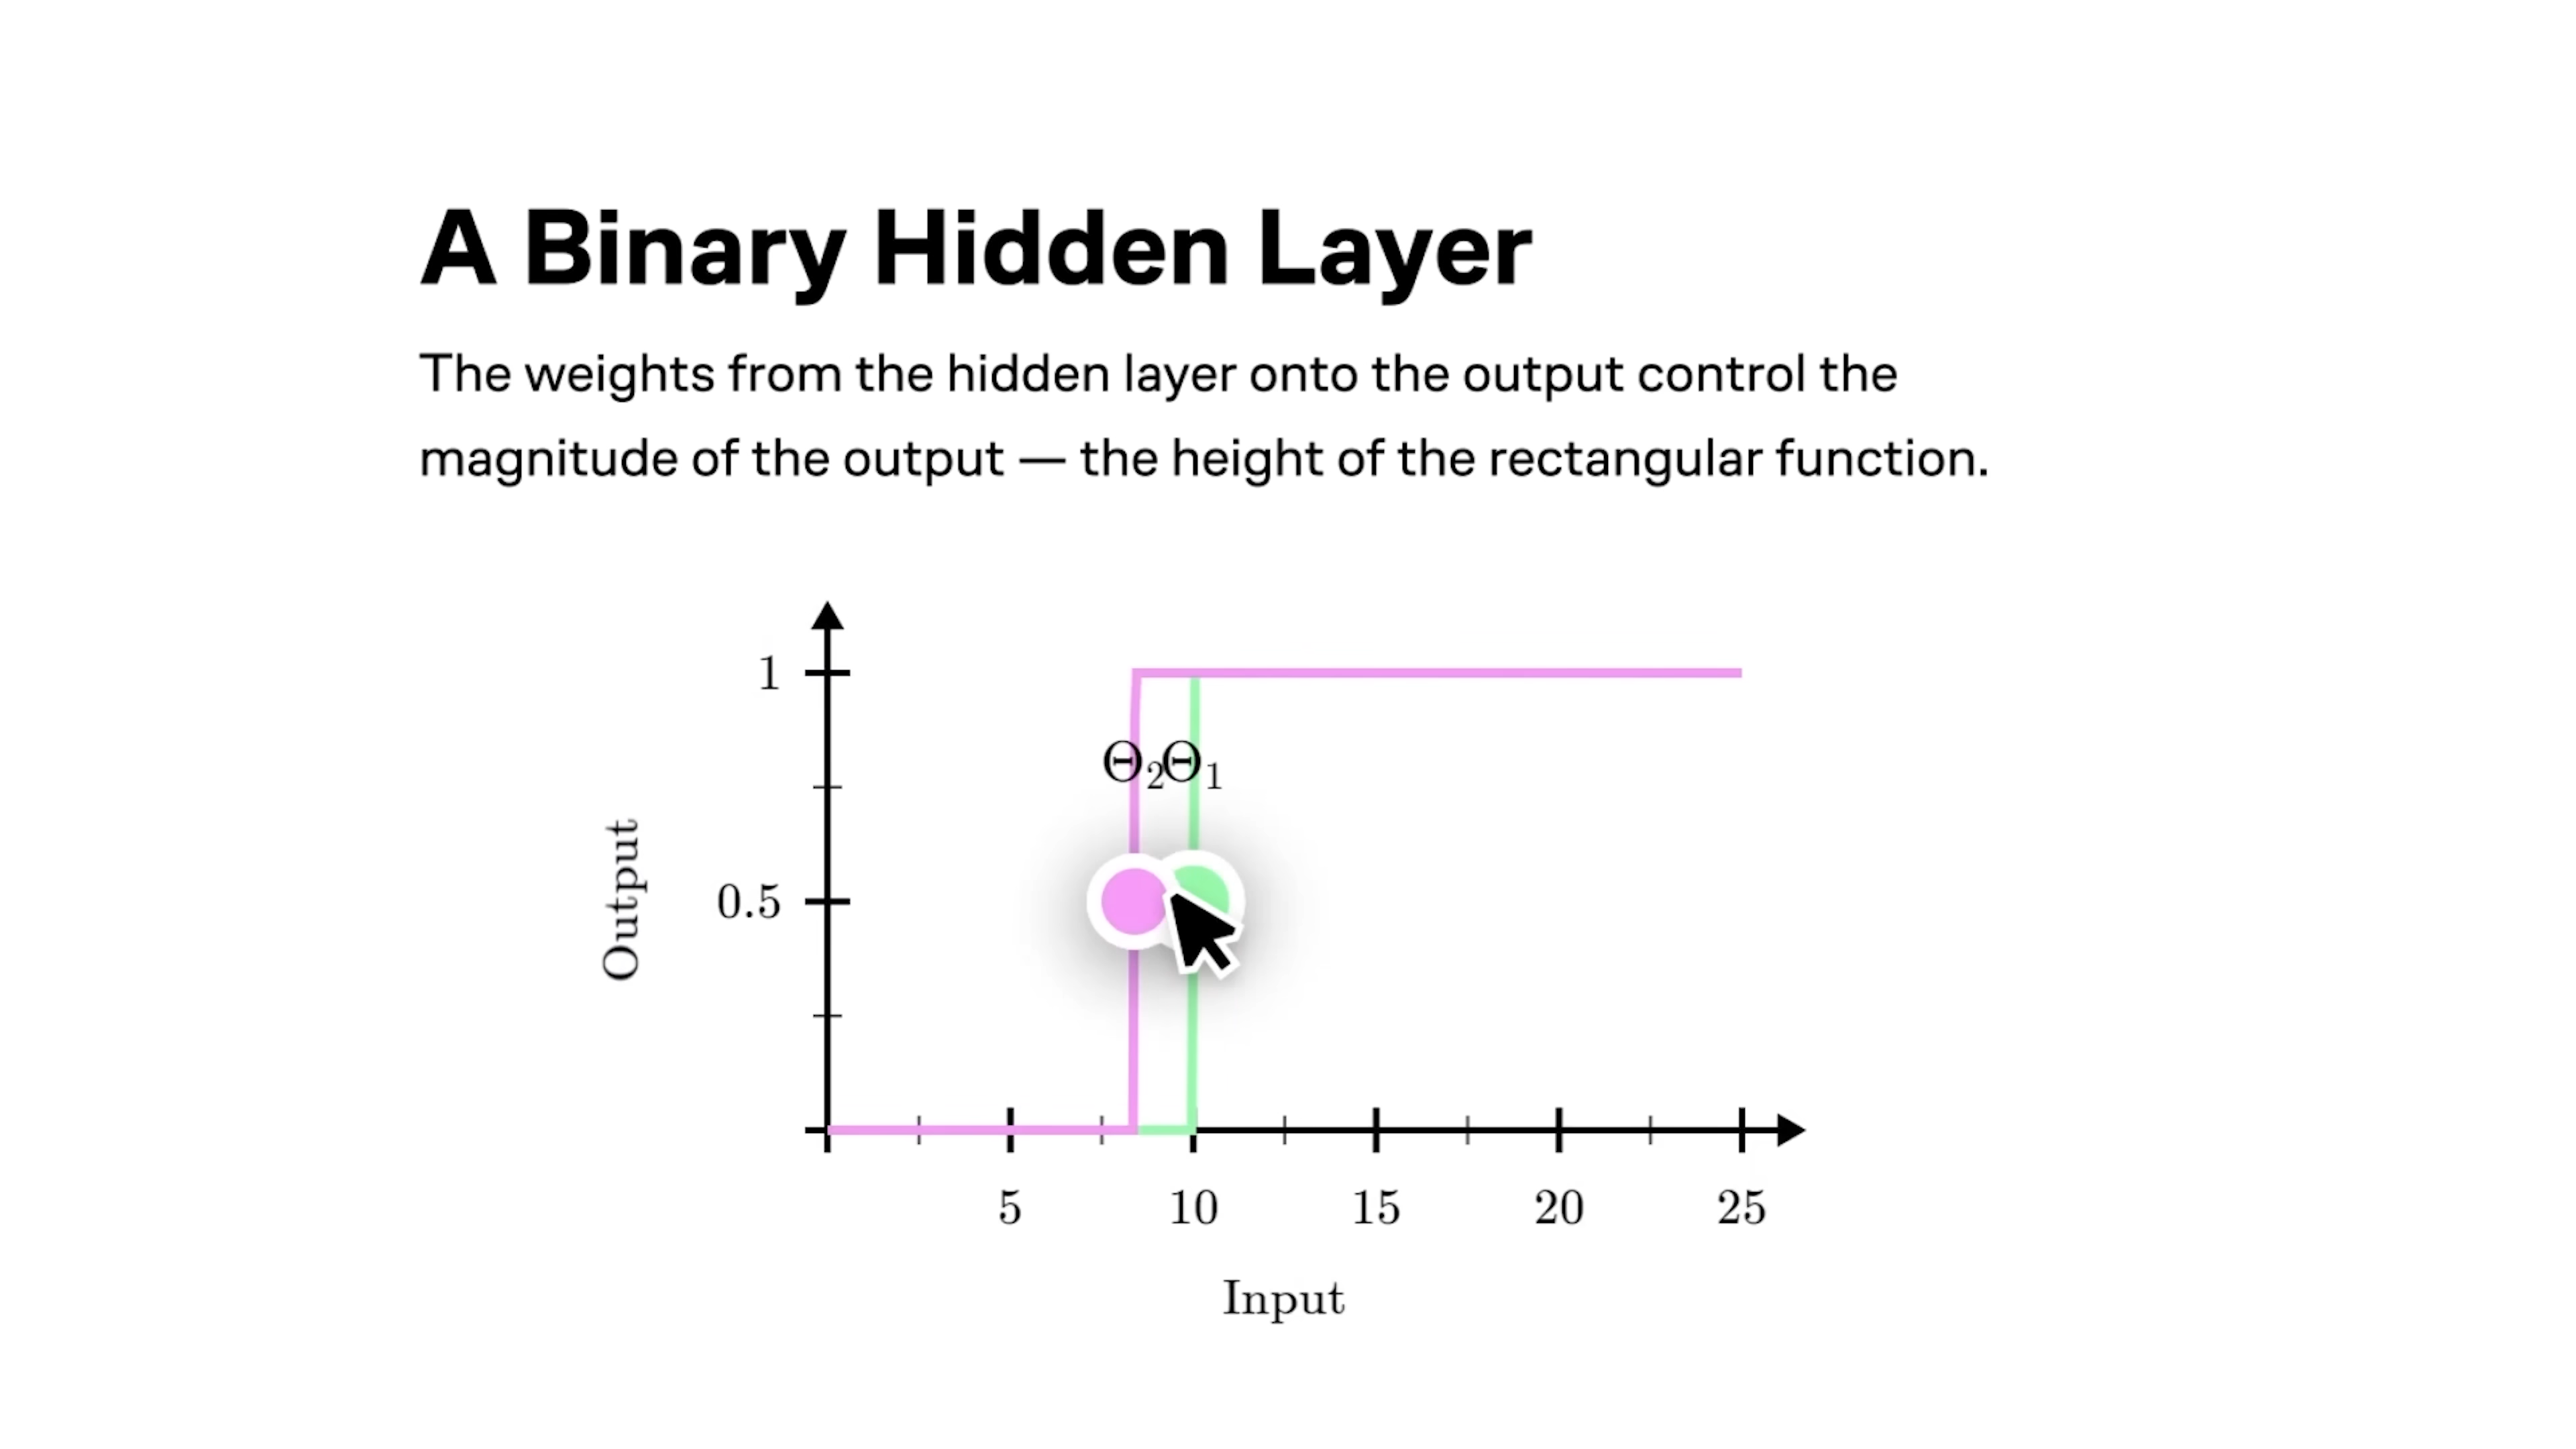 A Binary Hidden Layer
The weights from the hidden layer onto the output control the
magnitude of the output — the height of the rectangular function.
1
Θ₂Θ₁
Output
0.5
5 10 15 20 25
Input